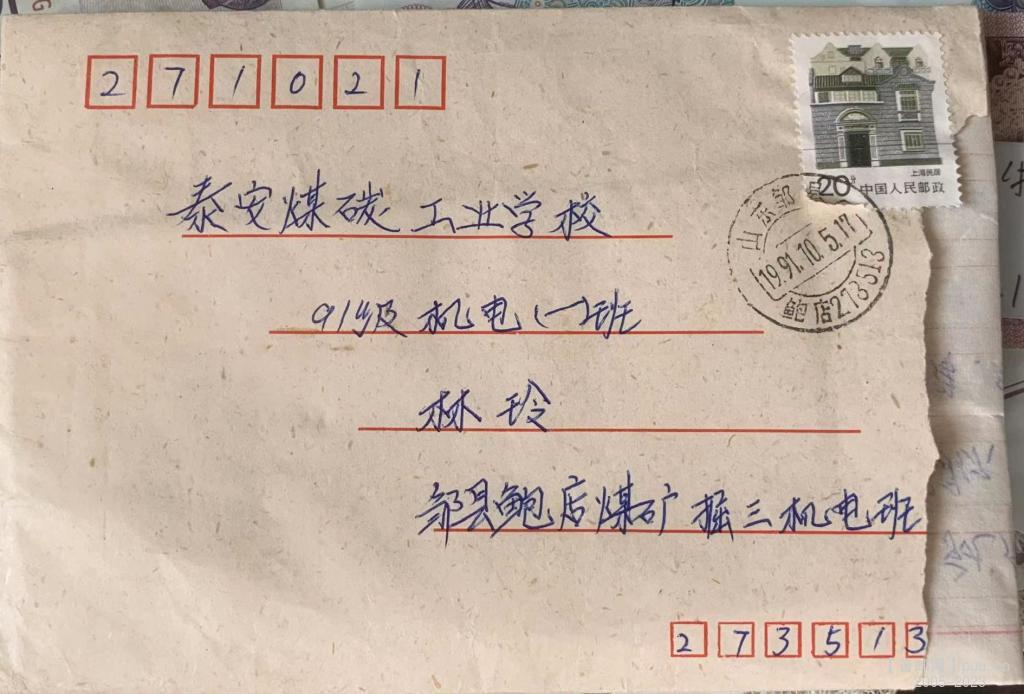 271021
上海民居
20分 中国人民邮政
山东邹
1991.10.5.17
鲍店273513
泰安煤碳工业学校
91级机电(一)班
林玲
邹县鲍店煤矿掘三机电班
273513
2006-2026